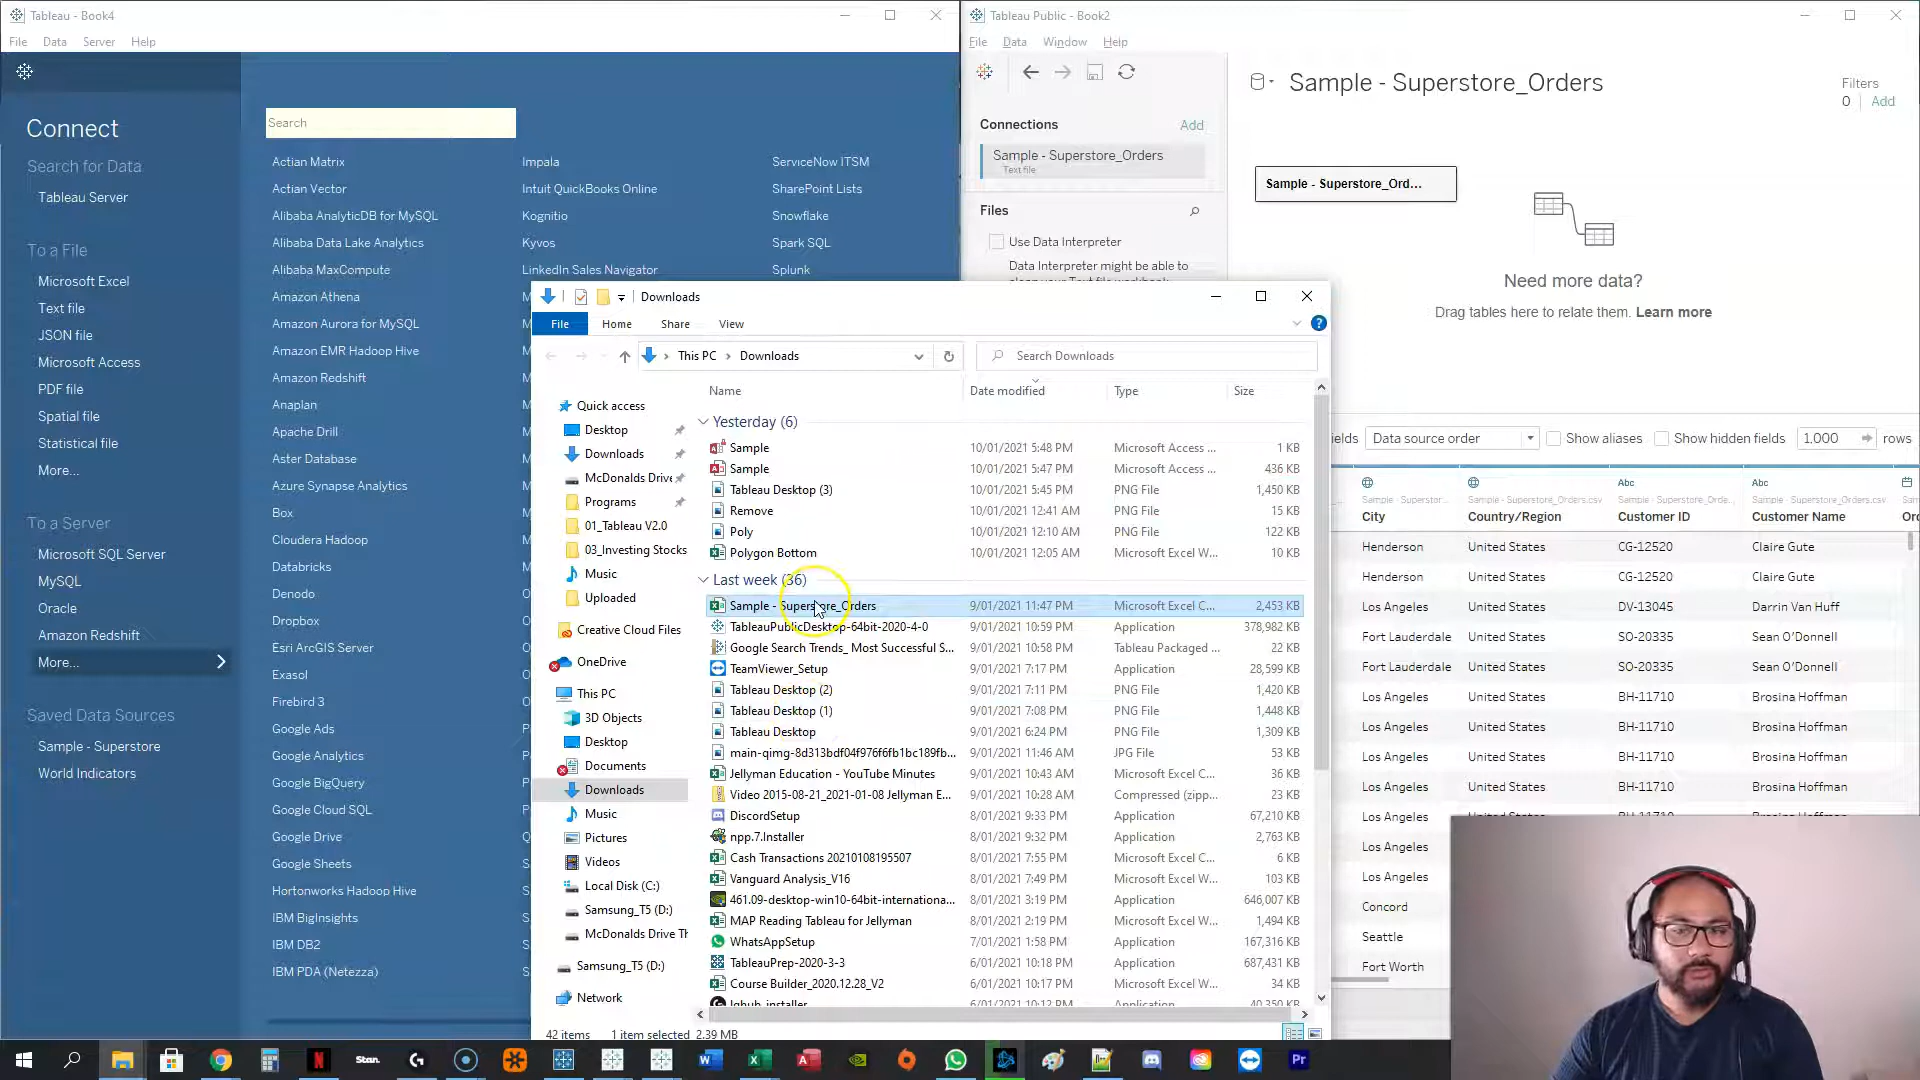 Tableau - Book4
File Data Server Help
Connect
Search for Data
Tableau Server
To a File
Microsoft Excel
Text file
JSON file
Microsoft Access
PDF file
Spatial file
Statistical file
More...
To a Server
Microsoft SQL Server
MySQL
Oracle
Amazon Redshift
More...
Saved Data Sources
Sample - Superstore
World Indicators
Search
Actian Matrix
Actian Vector
Alibaba AnalyticDB for MySQL
Alibaba Data Lake Analytics
Alibaba MaxCompute
Amazon Athena
Amazon Aurora for MySQL
Amazon EMR Hadoop Hive
Amazon Redshift
Anaplan
Apache Drill
Aster Database
Azure Synapse Analytics
Box
Cloudera Hadoop
Databricks
Denodo
Dropbox
Esri ArcGIS Server
Exasol
Firebird 3
Google Ads
Google Analytics
Google BigQuery
Google Cloud SQL
Google Drive
Google Sheets
Hortonworks Hadoop Hive
IBM BigInsights
IBM DB2
IBM PDA (Netezza)
Impala
Intuit QuickBooks Online
Kognitio
Kyvos
LinkedIn Sales Navigator
ServiceNow ITSM
SharePoint Lists
Snowflake
Spark SQL
Splunk
Tableau Public - Book2
File Data Window Help
Connections Add
Sample - Superstore_Orders
Text file
Files
Use Data Interpreter
Data Interpreter might be able to
Sample - Superstore_Orders
Filters
0 | Add
Sample - Superstore_Ord...
Need more data?
Drag tables here to relate them. Learn more
Data source order
Show aliases
Show hidden fields
1,000 rows
Abc Abc
City Country/Region Customer ID Customer Name
Henderson United States CG-12520 Claire Gute
Henderson United States CG-12520 Claire Gute
Los Angeles United States DV-13045 Darrin Van Huff
Fort Lauderdale United States SO-20335 Sean O'Donnell
Fort Lauderdale United States SO-20335 Sean O'Donnell
Los Angeles United States BH-11710 Brosina Hoffman
Los Angeles United States BH-11710 Brosina Hoffman
Los Angeles United States BH-11710 Brosina Hoffman
Los Angeles United States BH-11710 Brosina Hoffman
Los Angeles
Los Angeles
Los Angeles
Concord
Seattle
Fort Worth
Downloads
File Home Share View
This PC > Downloads
Search Downloads
Quick access
Desktop
Downloads
McDonalds Drive
Programs
01_Tableau V2.0
03_Investing Stocks
Music
Uploaded
Creative Cloud Files
OneDrive
This PC
3D Objects
Desktop
Documents
Downloads
Music
Pictures
Videos
Local Disk (C:)
Samsung_T5 (D:)
McDonalds Drive Th
Samsung_T5 (D:)
Network
Name Date modified Type Size
Yesterday (6)
Sample 10/01/2021 5:48 PM Microsoft Access ... 1 KB
Sample 10/01/2021 5:47 PM Microsoft Access ... 436 KB
Tableau Desktop (3) 10/01/2021 5:45 PM PNG File 1,450 KB
Remove 10/01/2021 12:41 AM PNG File 15 KB
Poly 10/01/2021 12:10 AM PNG File 122 KB
Polygon Bottom 10/01/2021 12:05 AM Microsoft Excel W... 10 KB
Last week (36)
Sample - Superstore_Orders 9/01/2021 11:47 PM Microsoft Excel C... 2,453 KB
TableauPublicDesktop-64bit-2020-4-0 9/01/2021 10:59 PM Application 378,982 KB
Google Search Trends_ Most Successful S... 9/01/2021 10:58 PM Tableau Packaged ... 22 KB
TeamViewer_Setup 9/01/2021 7:17 PM Application 28,599 KB
Tableau Desktop (2) 9/01/2021 7:11 PM PNG File 1,420 KB
Tableau Desktop (1) 9/01/2021 7:08 PM PNG File 1,448 KB
Tableau Desktop 9/01/2021 6:24 PM PNG File 1,309 KB
main-qimg-8d313bdf04f976f6fb1bc189fb... 9/01/2021 11:46 AM JPG File 53 KB
Jellyman Education - YouTube Minutes 9/01/2021 10:43 AM Microsoft Excel C... 36 KB
Video 2015-08-21_2021-01-08 Jellyman E... 9/01/2021 10:28 AM Compressed (zipp... 23 KB
DiscordSetup 8/01/2021 9:33 PM Application 67,210 KB
npp.7.Installer 8/01/2021 9:32 PM Application 2,763 KB
Cash Transactions 20210108195507 8/01/2021 7:55 PM Microsoft Excel C... 6 KB
Vanguard Analysis_V16 8/01/2021 7:49 PM Microsoft Excel W... 103 KB
461.09-desktop-win10-64bit-internationa... 8/01/2021 3:19 PM Application 646,007 KB
MAP Reading Tableau for Jellyman 8/01/2021 2:19 PM Microsoft Excel W... 1,494 KB
WhatsAppSetup 7/01/2021 1:58 PM Application 167,316 KB
TableauPrep-2020-3-3 6/01/2021 10:18 PM Application 687,431 KB
Course Builder_2020.12.28_V2 6/01/2021 10:17 PM Microsoft Excel W... 34 KB
42 items 1 item selected 2.39 MB
Stan.